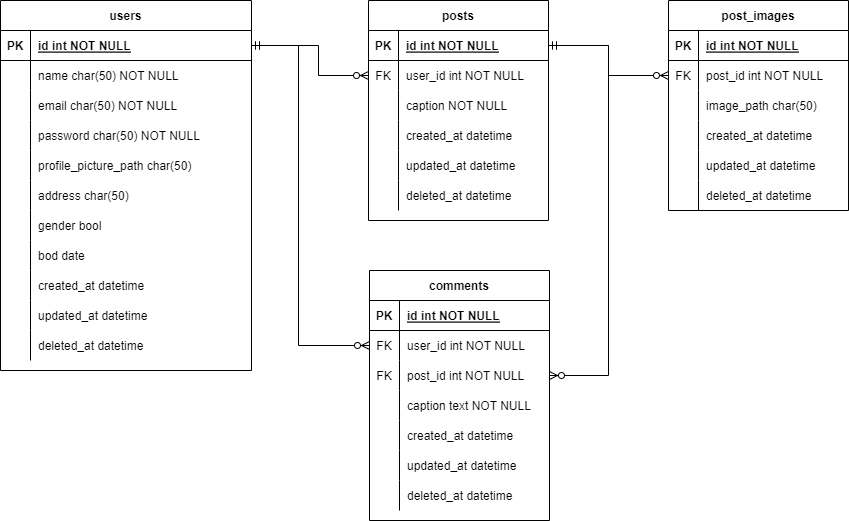 users
PK id int NOT NULL
name char(50) NOT NULL
email char(50) NOT NULL
password char(50) NOT NULL
profile_picture_path char(50)
address char(50)
gender bool
bod date
created_at datetime
updated_at datetime
deleted_at datetime
posts
PK id int NOT NULL
FK user_id int NOT NULL
caption NOT NULL
created_at datetime
updated_at datetime
deleted_at datetime
post_images
PK id int NOT NULL
FK post_id int NOT NULL
image_path char(50)
created_at datetime
updated_at datetime
deleted_at datetime
comments
PK id int NOT NULL
FK user_id int NOT NULL
FK post_id int NOT NULL
caption text NOT NULL
created_at datetime
updated_at datetime
deleted_at datetime